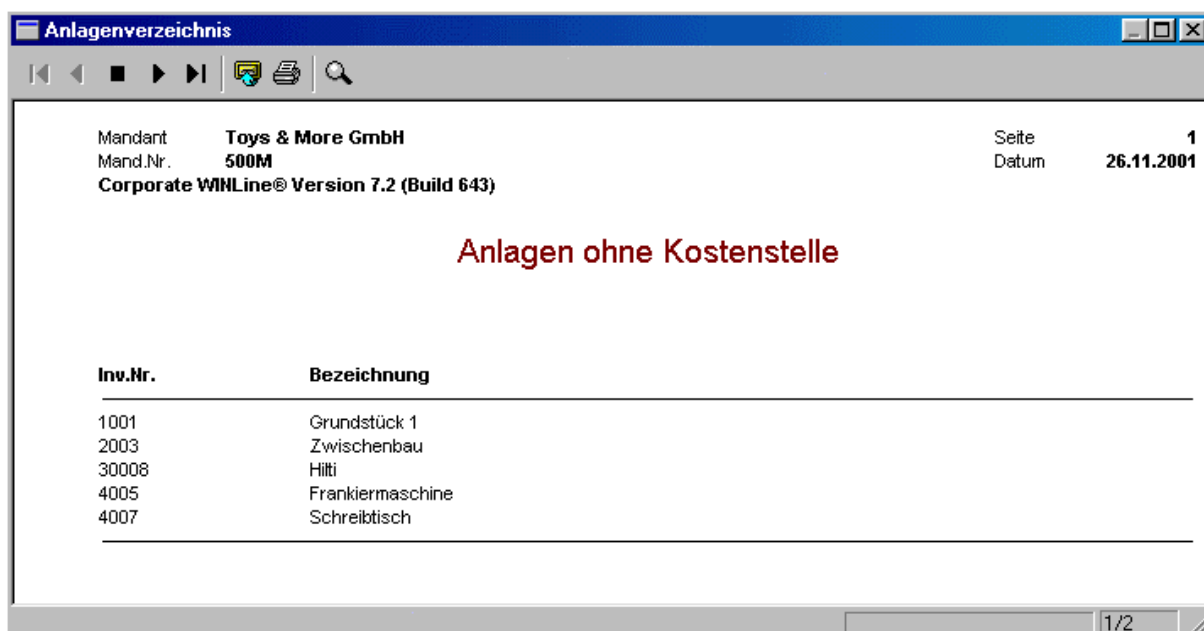 Anlagenverzeichnis
Mandant Toys & More GmbH Seite 1
Mand.Nr. 500M Datum 26.11.2001
Corporate WINLine® Version 7.2 (Build 643)
Anlagen ohne Kostenstelle
Inv.Nr. Bezeichnung
1001 Grundstück 1
2003 Zwischenbau
30008 Hilti
4005 Frankiermaschine
4007 Schreibtisch
1/2